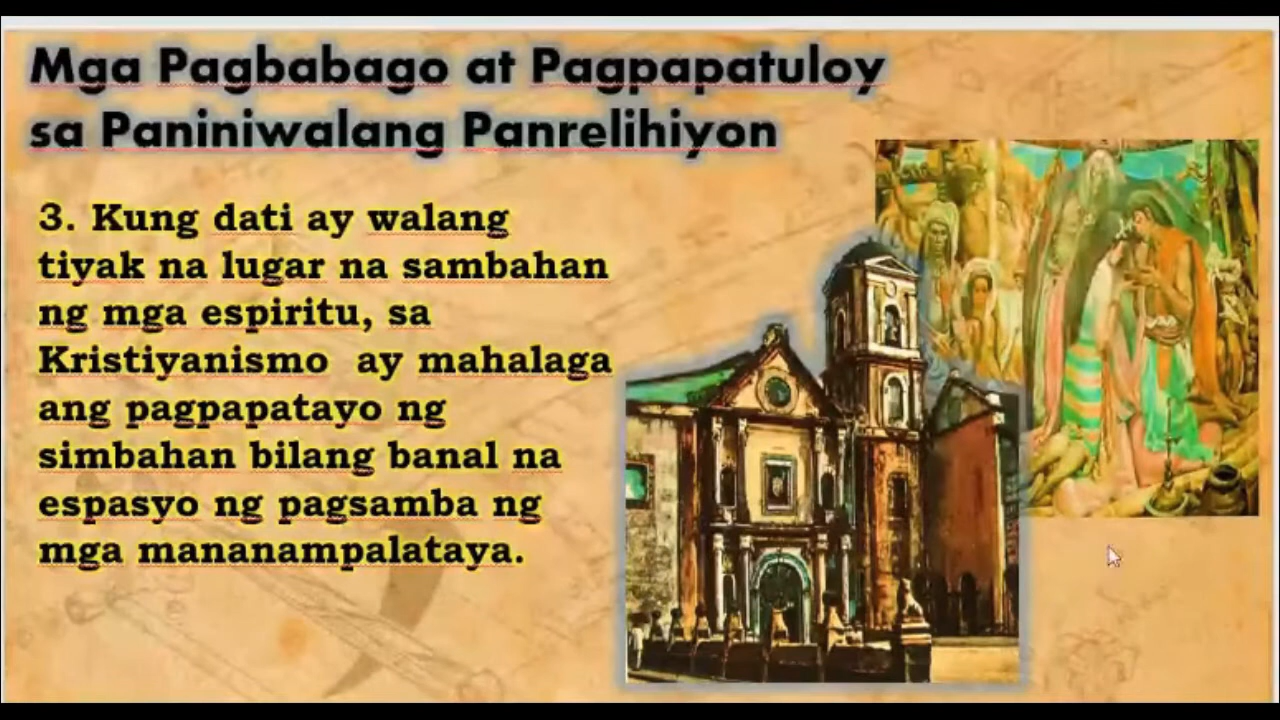 Mga Pagbabago at Pagpapatuloy
sa Paniniwalang Panrelihiyon
3. Kung dati ay walang
tiyak na lugar na sambahan
ng mga espiritu, sa
Kristiyanismo ay mahalaga
ang pagpapatayo ng
simbahan bilang banal na
espasyo ng pagsamba ng
mga mananampalataya.